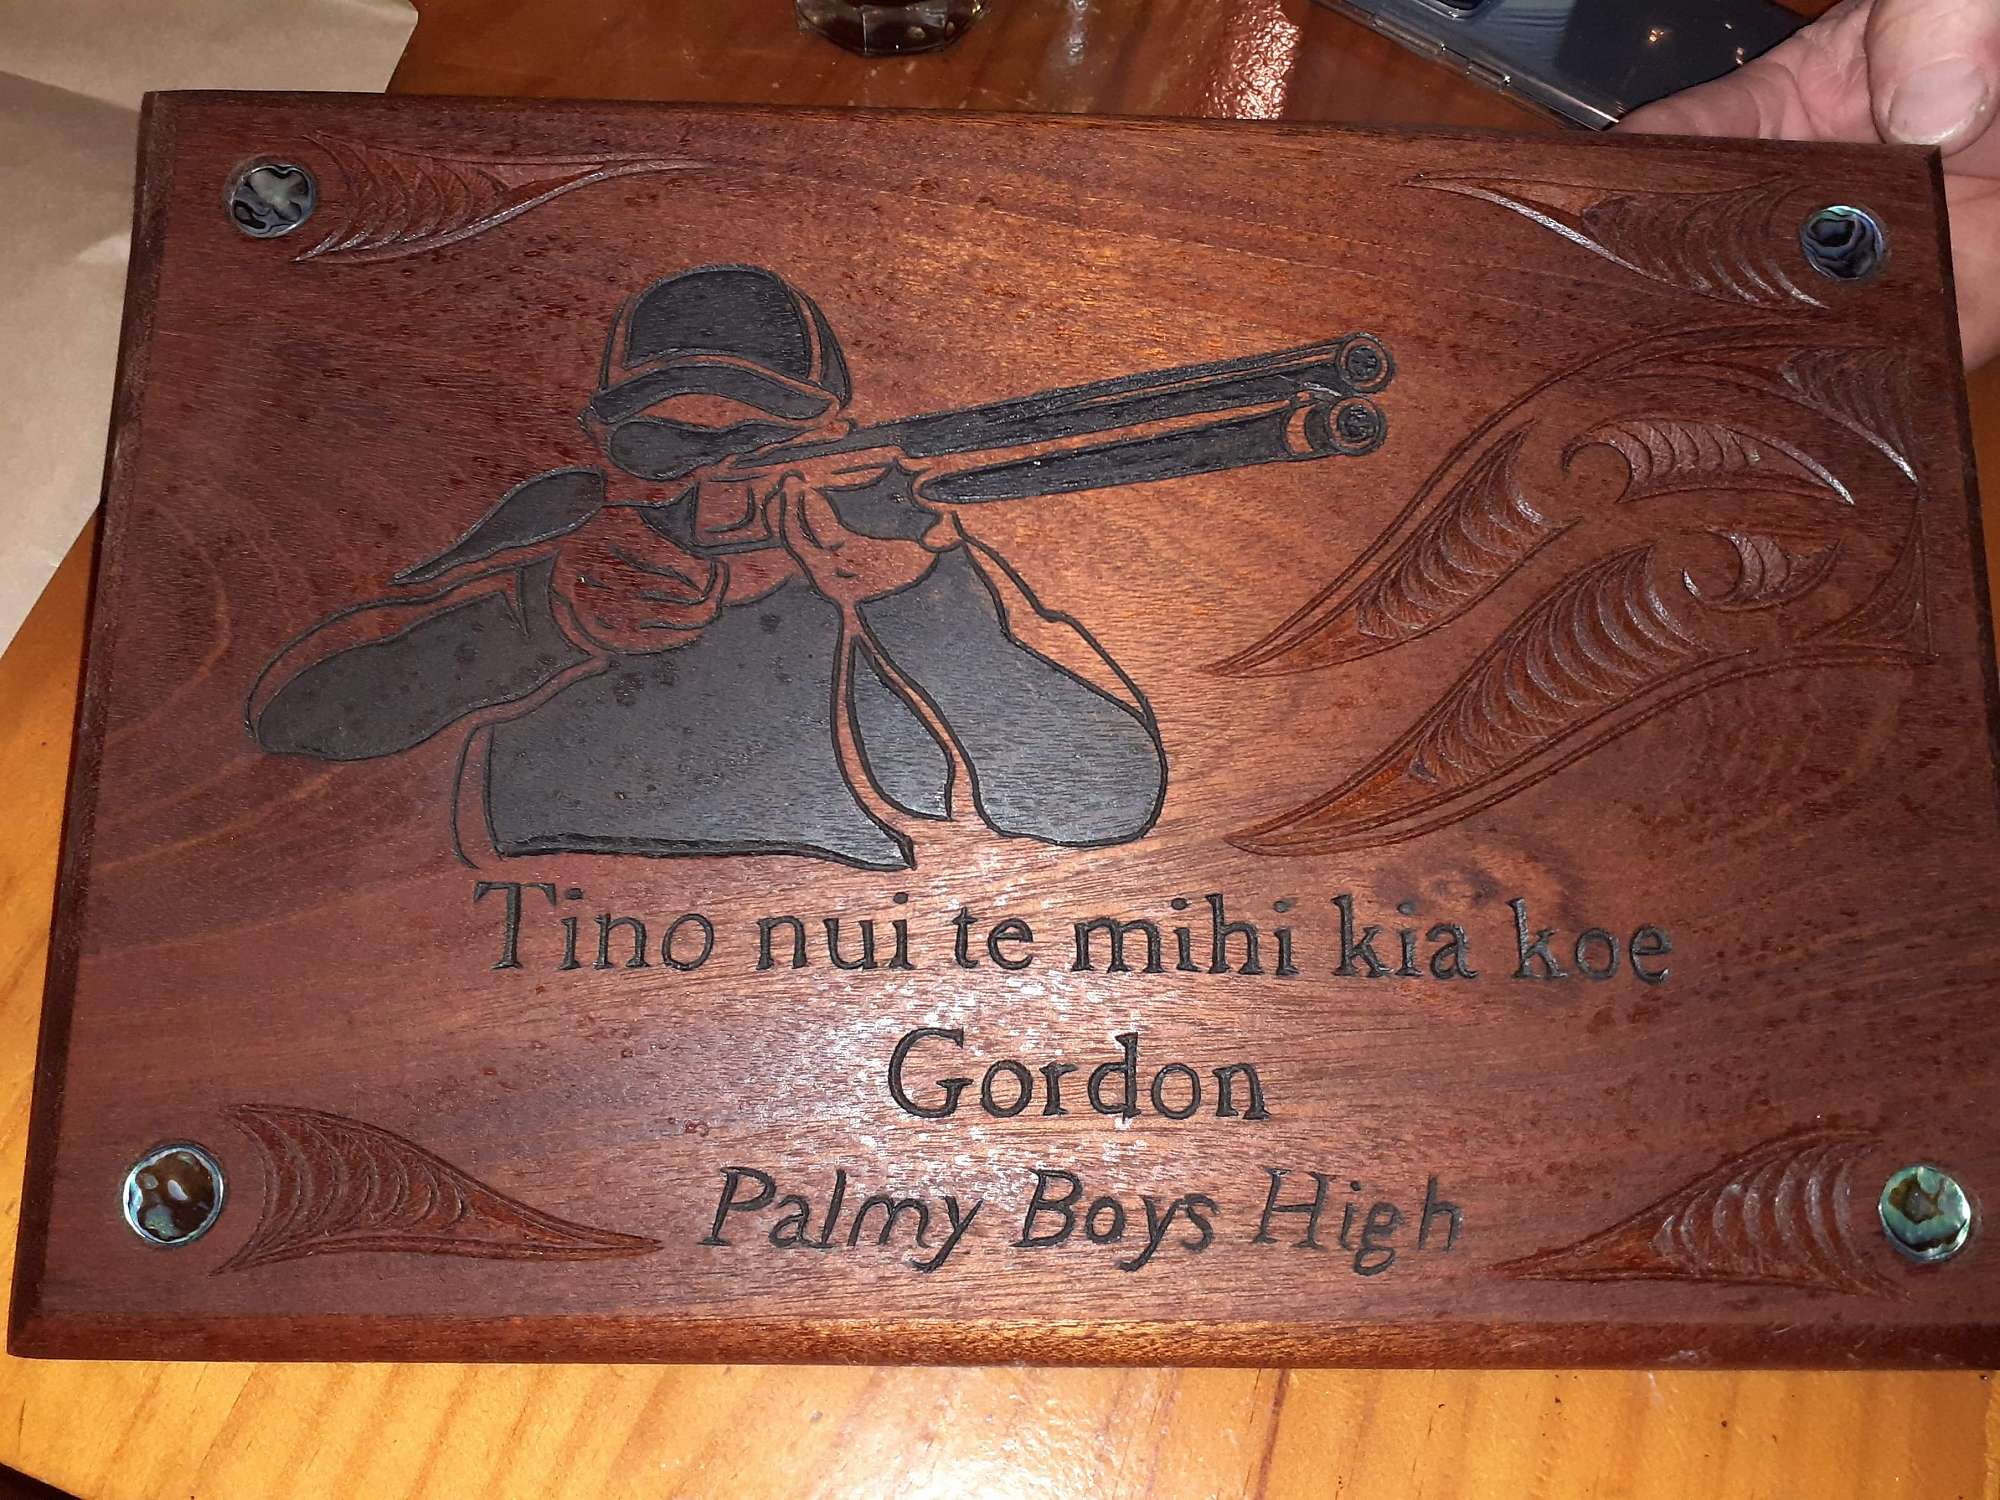 Tino nui te mihi kia koe
Gordon
Palmy Boys High